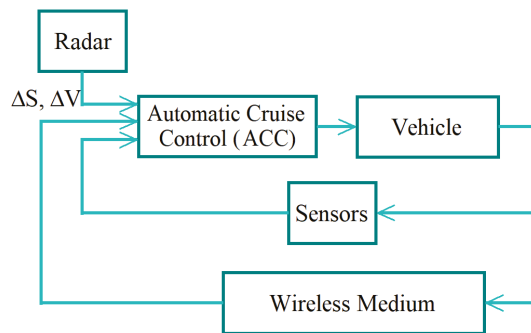 Radar
ΔS, ΔV
Automatic Cruise
Control (ACC)
Vehicle
Sensors
Wireless Medium